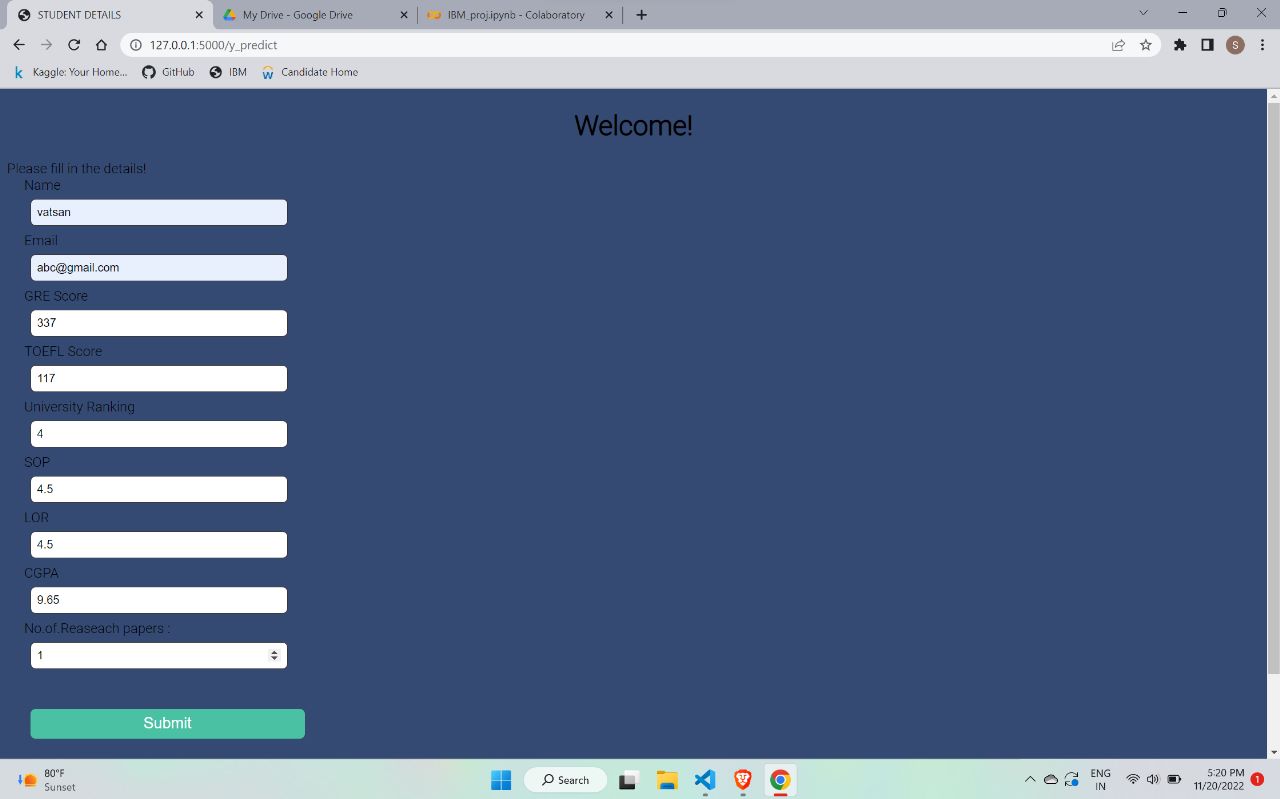 STUDENT DETAILS
My Drive - Google Drive
IBM_proj.ipynb - Colaboratory
127.0.0.1:5000/y_predict
S
Kaggle: Your Home...
GitHub
IBM
Candidate Home
Welcome!
Please fill in the details!
Name
vatsan
Email
abc@gmail.com
GRE Score
337
TOEFL Score
117
University Ranking
4
SOP
4.5
LOR
4.5
CGPA
9.65
No.of.Reaseach papers :
1
Submit
80°F
Sunset
Search
ENG
IN
5:20 PM
11/20/2022
1